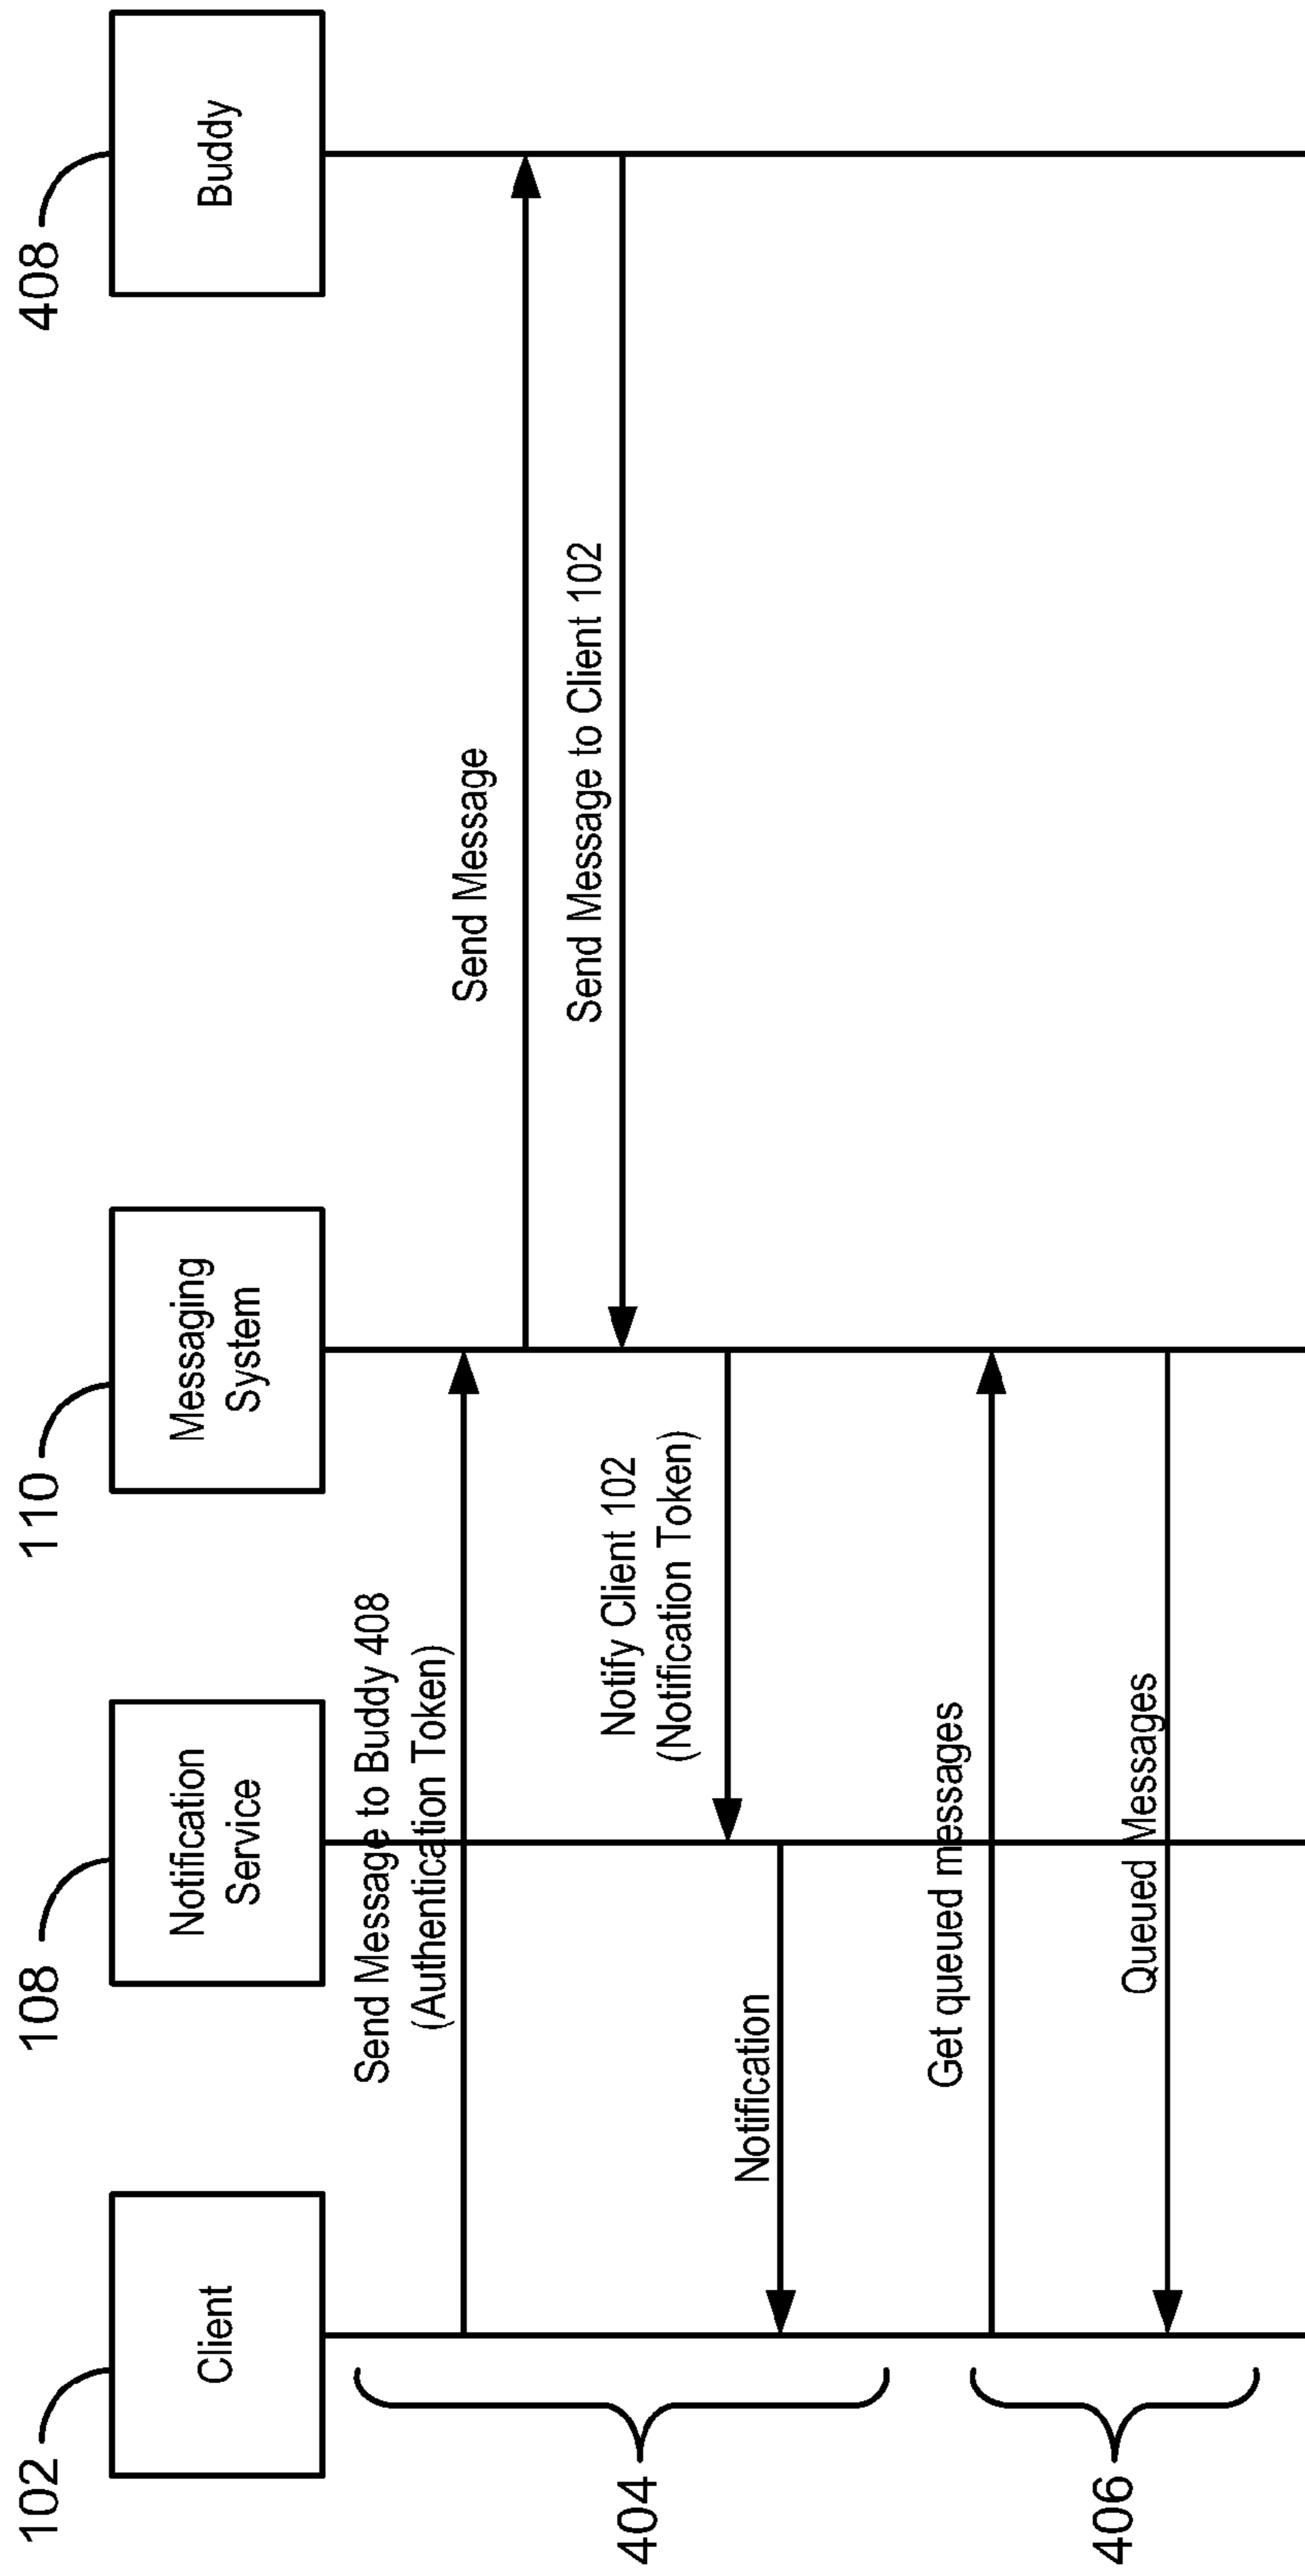 102
108
110
408
Client
Notification
Service
Messaging
System
Buddy
404
Send Message to Buddy 408
(Authentication Token)
Send Message
Send Message to Client 102
Notify Client 102
(Notification Token)
Notification
406
Get queued messages
Queued Messages